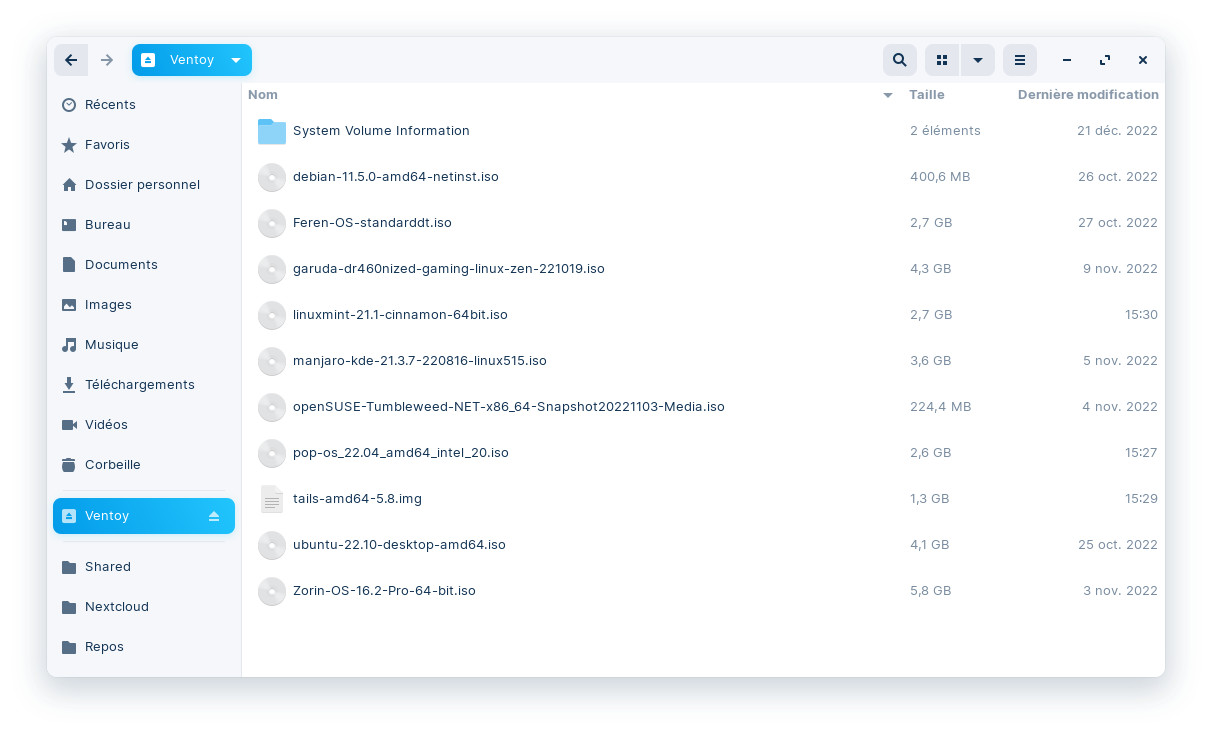 Ventoy
Récents
Favoris
Dossier personnel
Bureau
Documents
Images
Musique
Téléchargements
Vidéos
Corbeille
Ventoy
Shared
Nextcloud
Repos
Nom Taille Dernière modification
System Volume Information 2 éléments 21 déc. 2022
debian-11.5.0-amd64-netinst.iso 400,6 MB 26 oct. 2022
Feren-OS-standarddt.iso 2,7 GB 27 oct. 2022
garuda-dr460nized-gaming-linux-zen-221019.iso 4,3 GB 9 nov. 2022
linuxmint-21.1-cinnamon-64bit.iso 2,7 GB 15:30
manjaro-kde-21.3.7-220816-linux515.iso 3,6 GB 5 nov. 2022
openSUSE-Tumbleweed-NET-x86_64-Snapshot20221103-Media.iso 224,4 MB 4 nov. 2022
pop-os_22.04_amd64_intel_20.iso 2,6 GB 15:27
tails-amd64-5.8.img 1,3 GB 15:29
ubuntu-22.10-desktop-amd64.iso 4,1 GB 25 oct. 2022
Zorin-OS-16.2-Pro-64-bit.iso 5,8 GB 3 nov. 2022